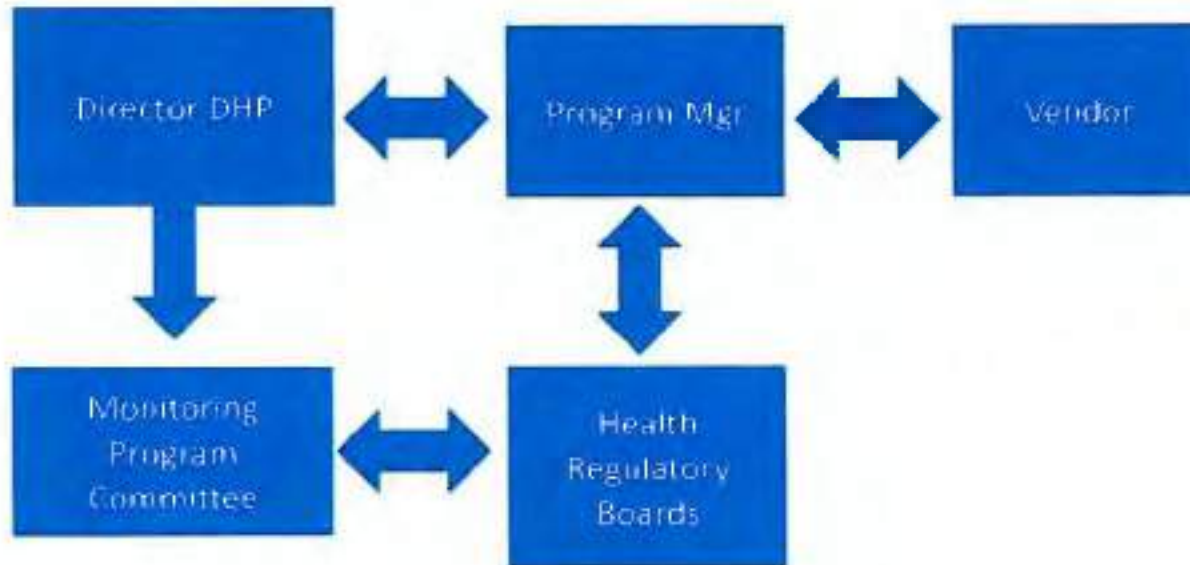 Director DHP
Program Mgr
Vendor
Monitoring
Program
Committee
Health
Regulatory
Boards